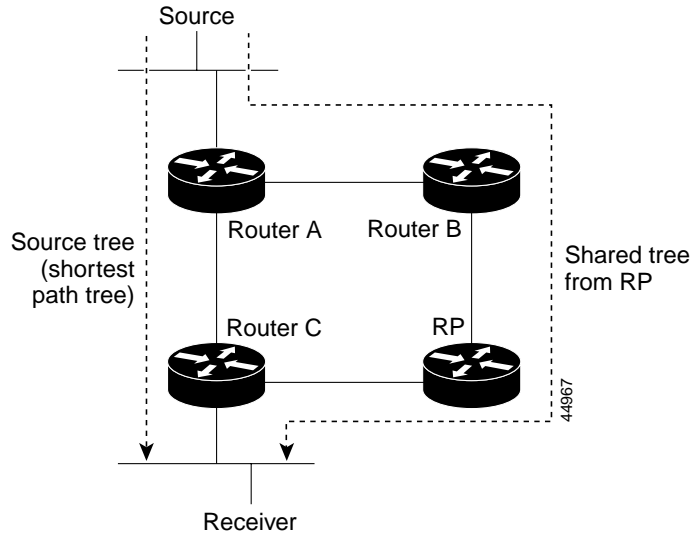 Source
Router A
Router B
Source tree
(shortest
path tree)
Shared tree
from RP
Router C
RP
44967
Receiver